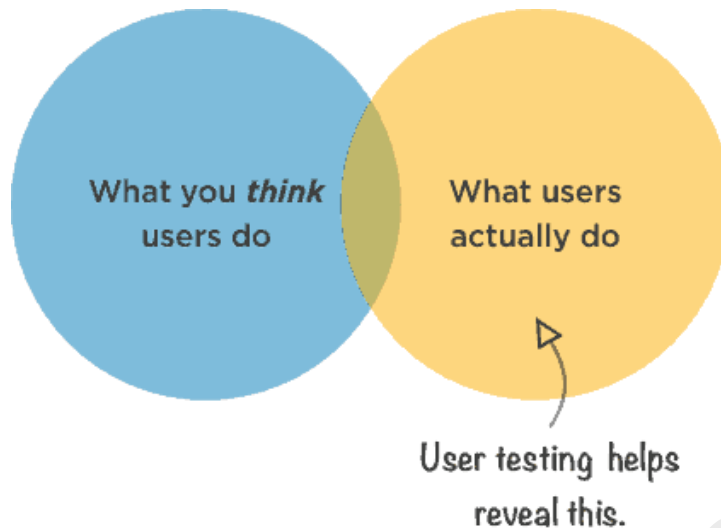 What you think
users do
What users
actually do
User testing helps
reveal this.